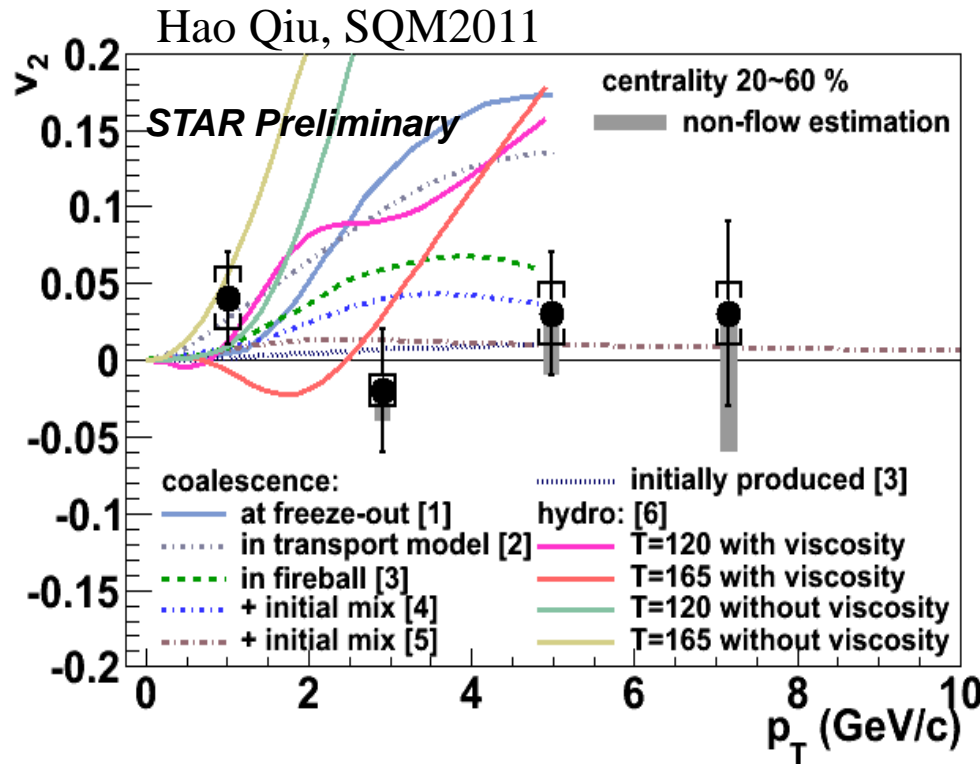 Hao Qiu, SQM2011
v2
0.2
0.15
0.1
0.05
0
-0.05
-0.1
-0.15
-0.2
STAR Preliminary
centrality 20~60 %
non-flow estimation
coalescence:
at freeze-out [1]
in transport model [2]
in fireball [3]
+ initial mix [4]
+ initial mix [5]
initially produced [3]
hydro: [6]
T=120 with viscosity
T=165 with viscosity
T=120 without viscosity
T=165 without viscosity
0 2 4 6 8 10
pT (GeV/c)